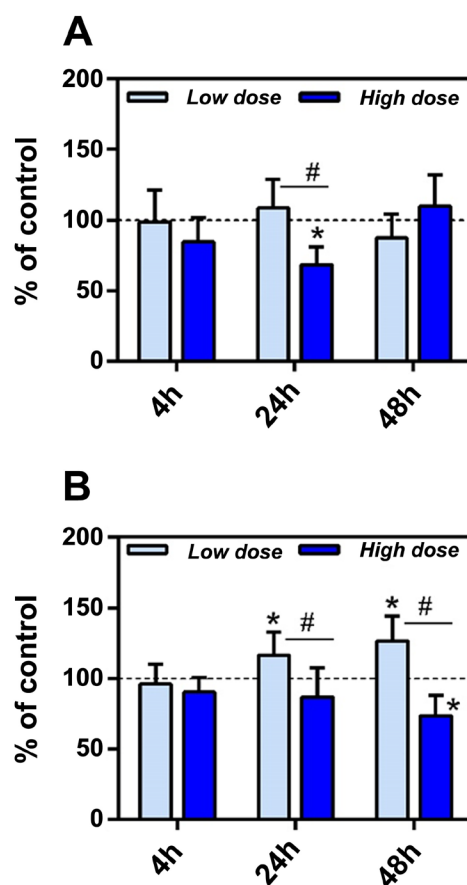 A
200
Low dose High dose
150
#
100
*
50
0
% of control
4h 24h 48h
B
200
Low dose High dose
150
* # * #
100
*
50
0
% of control
4h 24h 48h